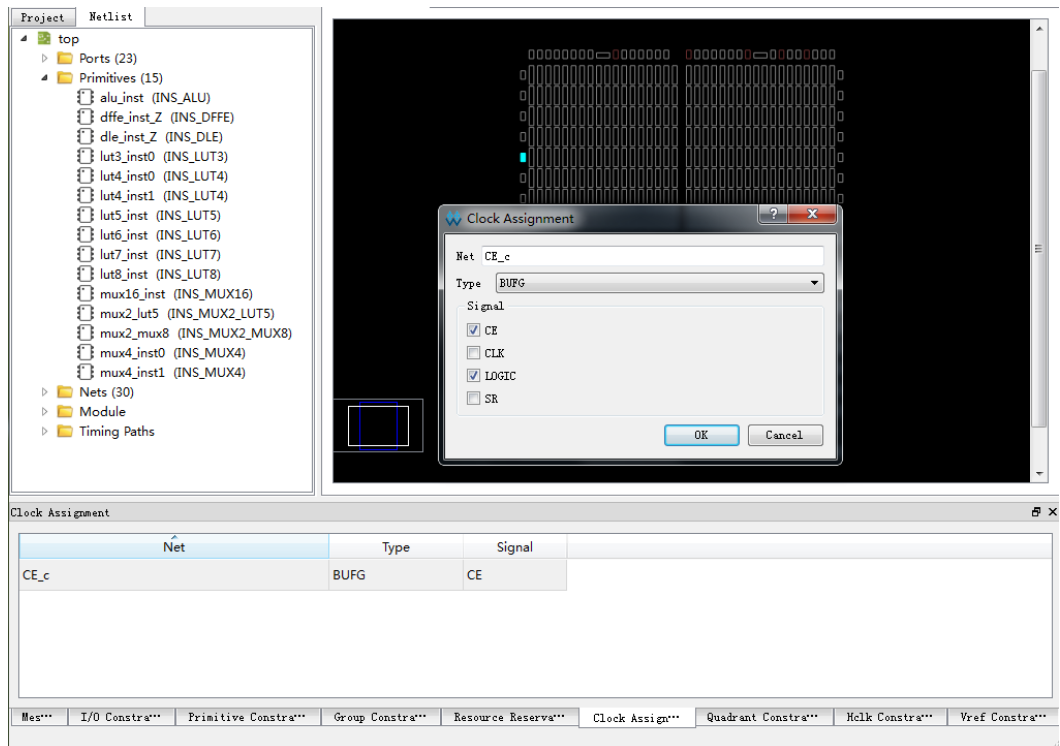 Project Netlist
top
Ports (23)
Primitives (15)
alu_inst (INS_ALU)
dffe_inst_Z (INS_DFFE)
dle_inst_Z (INS_DLE)
lut3_inst0 (INS_LUT3)
lut4_inst0 (INS_LUT4)
lut4_inst1 (INS_LUT4)
lut5_inst (INS_LUT5)
lut6_inst (INS_LUT6)
lut7_inst (INS_LUT7)
lut8_inst (INS_LUT8)
mux16_inst (INS_MUX16)
mux2_lut5 (INS_MUX2_LUT5)
mux2_mux8 (INS_MUX2_MUX8)
mux4_inst0 (INS_MUX4)
mux4_inst1 (INS_MUX4)
Nets (30)
Module
Timing Paths
Clock Assignment
Net CE_c
Type BUFG
Signal
CE
CLK
LOGIC
SR
OK Cancel
Clock Assignment
Net Type Signal
CE_c BUFG CE
Mes··· I/O Constra··· Primitive Constra··· Group Constra··· Resource Reserva··· Clock Assign··· Quadrant Constra··· Hclk Constra··· Vref Constra···